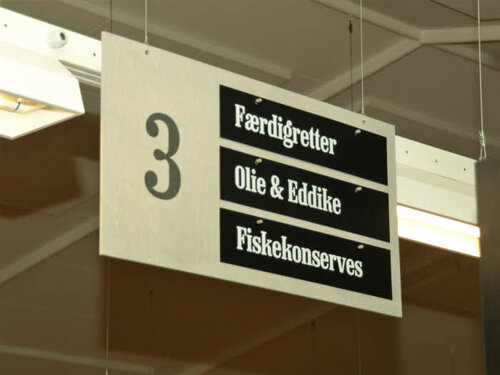 3
Færdigretter
Olie & Eddike
Fiskekonserves